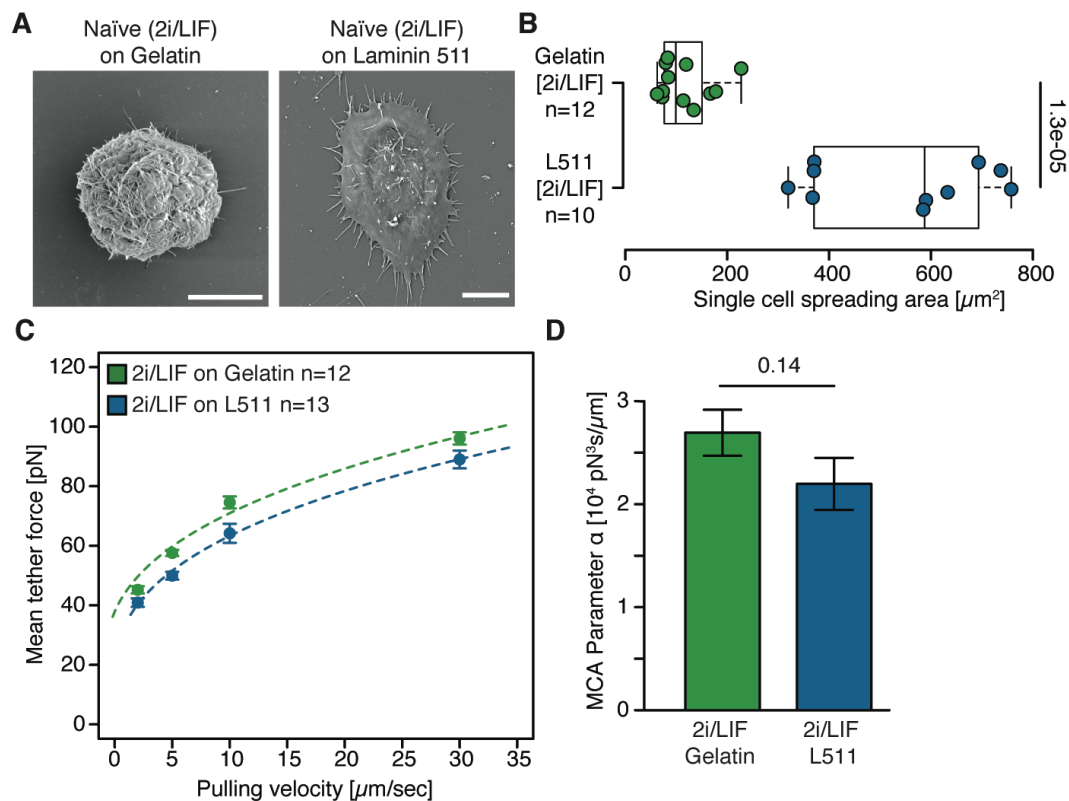 A
Naïve (2i/LIF)
on Gelatin
Naïve (2i/LIF)
on Laminin 511
B
Gelatin
[2i/LIF]
n=12
L511
[2i/LIF]
n=10
1.3e-05
0 200 400 600 800
Single cell spreading area [µm²]
C
120
100
80
60
40
20
0
Mean tether force [pN]
2i/LIF on Gelatin n=12
2i/LIF on L511 n=13
0 5 10 15 20 25 30 35
Pulling velocity [µm/sec]
D
0.14
3
2
1
0
MCA Parameter α [10⁴ pN³s/µm]
2i/LIF
Gelatin
2i/LIF
L511